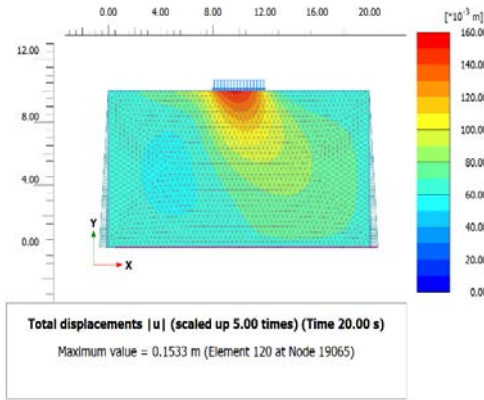 [*10⁻³ m]
0.00 4.00 8.00 12.00 16.00 20.00
12.00
8.00
4.00
0.00
Y
X
160.00
140.00
120.00
100.00
80.00
60.00
40.00
20.00
0.00
Total displacements |u| (scaled up 5.00 times) (Time 20.00 s)
Maximum value = 0.1533 m (Element 120 at Node 19065)